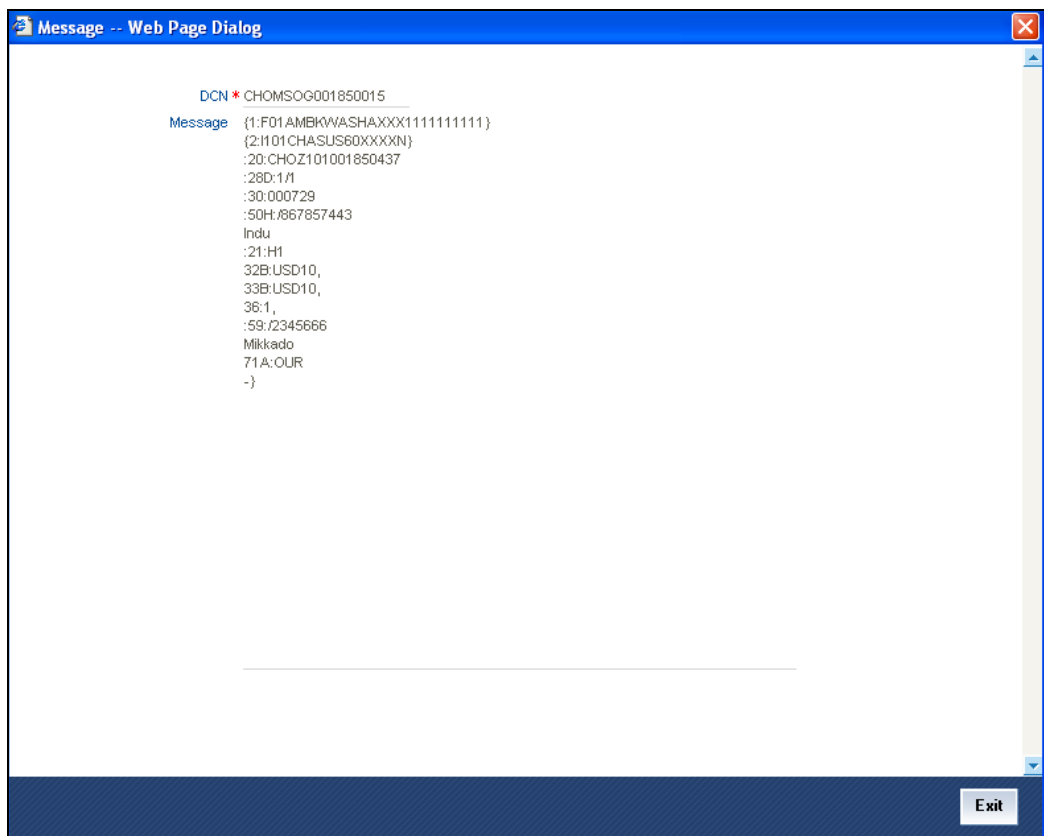 Message -- Web Page Dialog
DCN * CHOMSOG001850015
Message {1:F01AMBKWASHAXXX1111111111}
{2:I101CHASUS60XXXXN}
:20:CHOZ101001850437
:28D:1/1
:30:000729
:50H:/867857443
Indu
:21:H1
32B:USD10,
33B:USD10,
36:1,
:59:/2345666
Mikkado
71A:OUR
-}
Exit